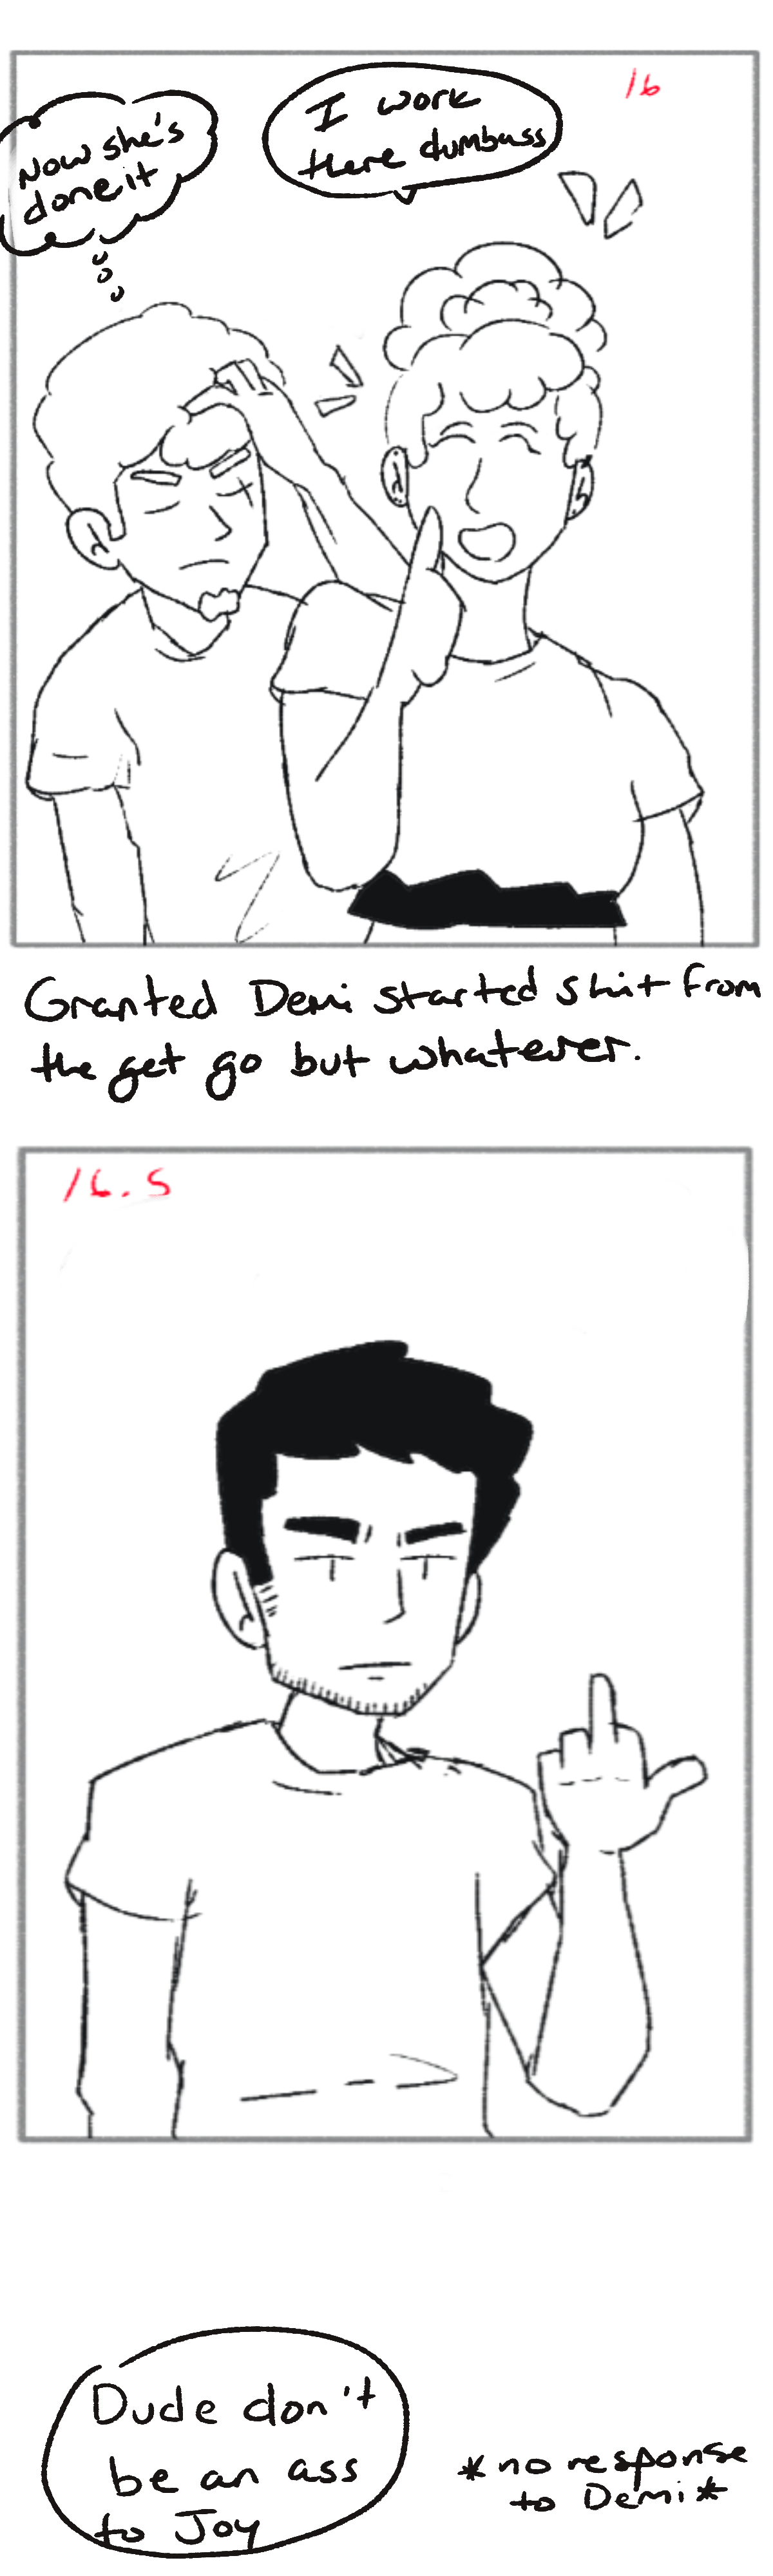 16
Now she's
done it
I work
there dumbass
Granted Demi started shit from
the get go but whatever.
16.5
Dude don't
be an ass
to Joy
*no response
to Demi*